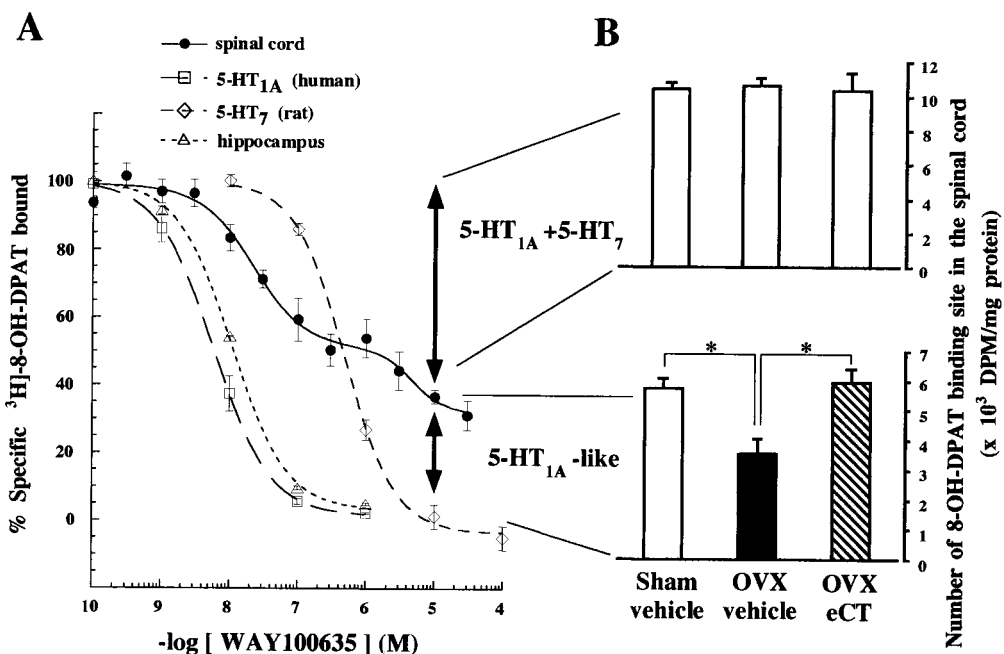 A
spinal cord
5-HT1A (human)
5-HT7 (rat)
hippocampus
% Specific ³H]-8-OH-DPAT bound
100
80
60
40
20
0
10 9 8 7 6 5 4
-log [ WAY100635 ] (M)
5-HT1A +5-HT7
5-HT1A -like
B
12
10
8
6
4
2
0
* *
7
6
5
4
3
2
1
0
Sham vehicle
OVX vehicle
OVX eCT
Number of 8-OH-DPAT binding site in the spinal cord
(x 10³ DPM/mg protein)